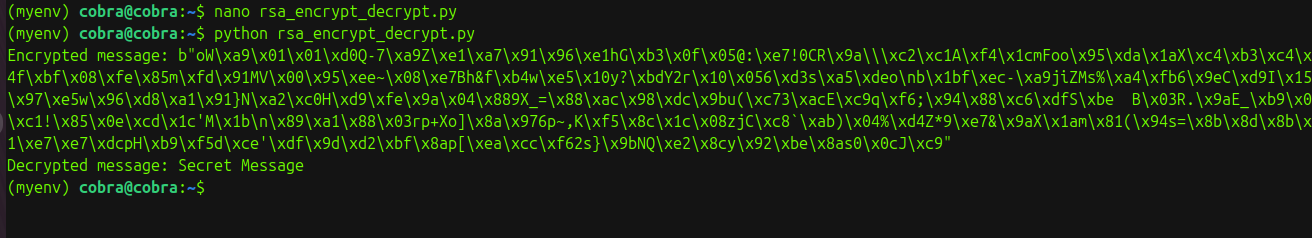 (myenv) cobra@cobra:~$ nano rsa_encrypt_decrypt.py
(myenv) cobra@cobra:~$ python rsa_encrypt_decrypt.py
Encrypted message: b"oW\xa9\x01\x01\xd0Q-7\xa9Z\xe1\xa7\x91\x96\xe1hG\xb3\x0f\x05@:\xe7!0CR\x9a\\\xc2\xc1A\xf4\x1cmFoo\x95\xda\x1aX\xc4\xb3\xc4\
4f\xbf\x08\xfe\x85m\xfd\x91MV\x00\x95\xee~\x08\xe7Bh&f\xb4w\xe5\x10y?\xbdY2r\x10\x056\xd3s\xa5\xdeo\nb\x1bf\xec-\xa9jiZMs%\xa4\xfb6\x9eC\xd9I\x15
\x97\xe5w\x96\xd8\xa1\x91}N\xa2\xc0H\xd9\xfe\x9a\x04\x889X_=\x88\xac\x98\xdc\x9bu(\xc73\xacE\xc9q\xf6;\x94\x88\xc6\xdfS\xbe  B\x03R.\x9aE_\xb9\x0
\xc1!\x85\x0e\xcd\x1c'M\x1b\n\x89\xa1\x88\x03rp+Xo]\x8a\x976p~,K\xf5\x8c\x1c\x08zjC\xc8`\xab)\x04%\xd4Z*9\xe7&\x9aX\x1am\x81(\x94s=\x8b\x8d\x8b\x
1\xe7\xe7\xdcpH\xb9\xf5d\xce'\xdf\x9d\xd2\xbf\x8ap[\xea\xcc\xf62s}\x9bNQ\xe2\x8cy\x92\xbe\x8as0\x0cJ\xc9"
Decrypted message: Secret Message
(myenv) cobra@cobra:~$